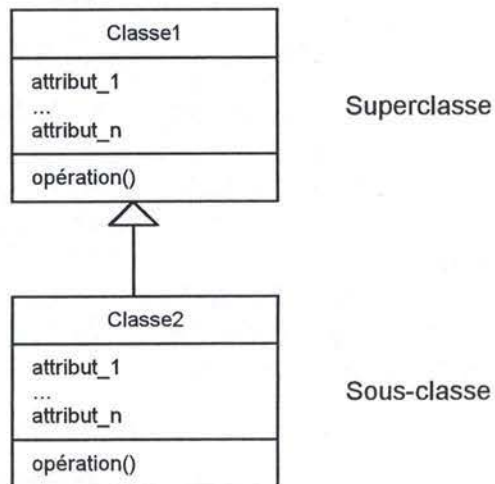 Classe1
attribut_1
...
attribut_n
Superclasse
opération()
Classe2
attribut_1
...
attribut_n
Sous-classe
opération()